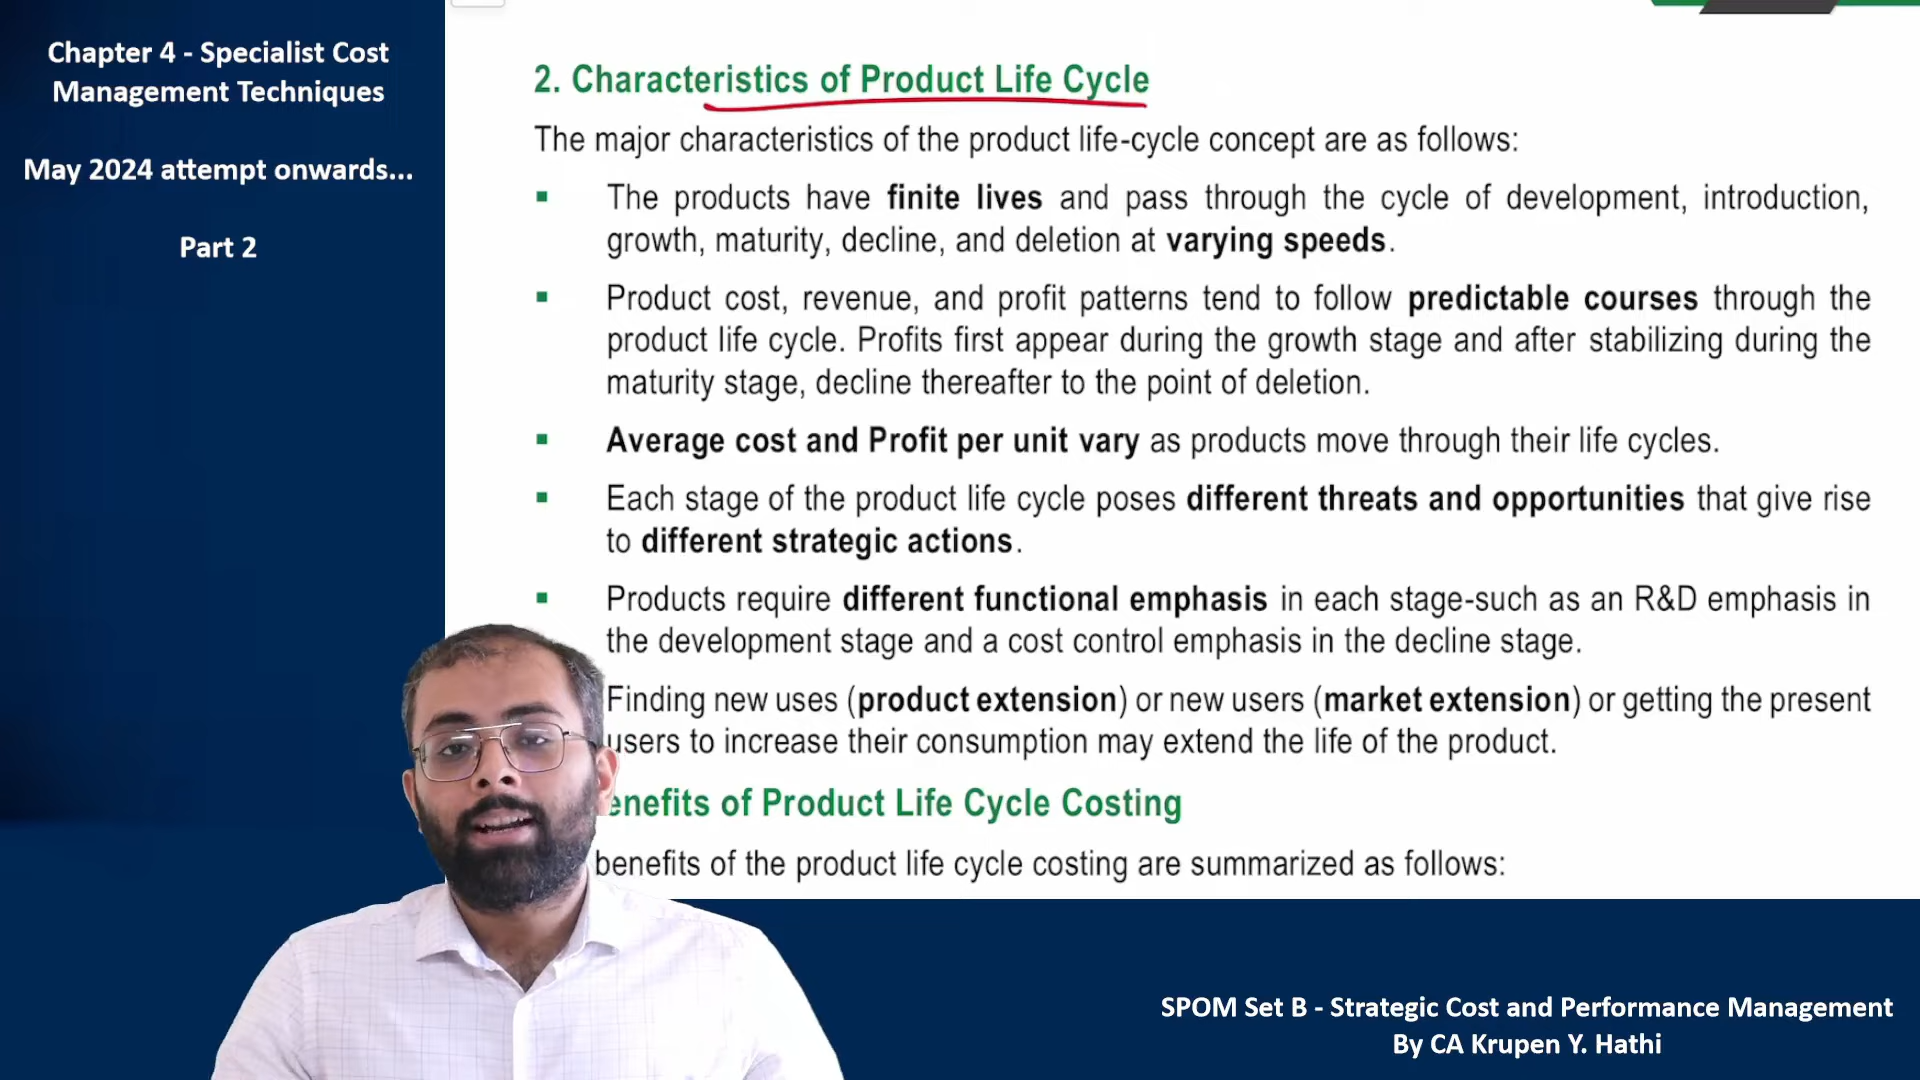 Chapter 4 - Specialist Cost
Management Techniques
May 2024 attempt onwards...
Part 2
2. Characteristics of Product Life Cycle
The major characteristics of the product life-cycle concept are as follows:
▪ The products have finite lives and pass through the cycle of development, introduction,
growth, maturity, decline, and deletion at varying speeds.
▪ Product cost, revenue, and profit patterns tend to follow predictable courses through the
product life cycle. Profits first appear during the growth stage and after stabilizing during the
maturity stage, decline thereafter to the point of deletion.
▪ Average cost and Profit per unit vary as products move through their life cycles.
▪ Each stage of the product life cycle poses different threats and opportunities that give rise
to different strategic actions.
▪ Products require different functional emphasis in each stage-such as an R&D emphasis in
the development stage and a cost control emphasis in the decline stage.
Finding new uses (product extension) or new users (market extension) or getting the present
users to increase their consumption may extend the life of the product.
enefits of Product Life Cycle Costing
benefits of the product life cycle costing are summarized as follows:
SPOM Set B - Strategic Cost and Performance Management
By CA Krupen Y. Hathi